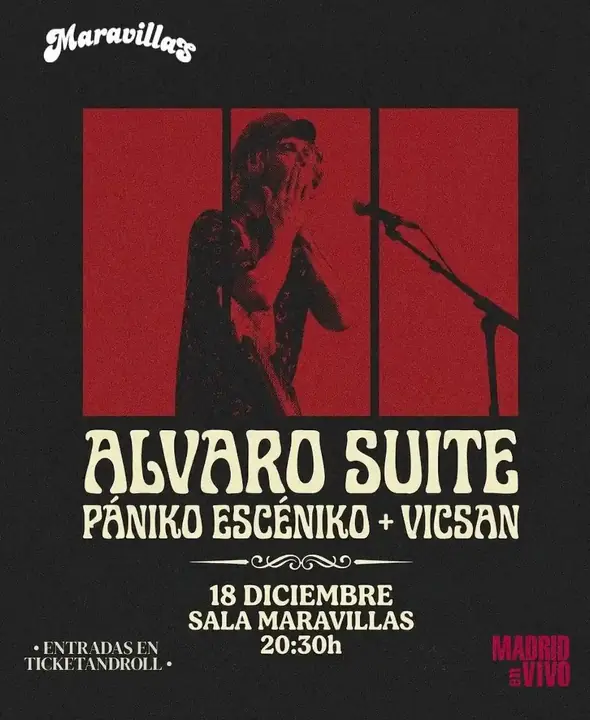 Maravillas
ALVARO SUITE
PÁNIKO ESCÉNIKO + VICSAN
18 DICIEMBRE
SALA MARAVILLAS
20:30h
• ENTRADAS EN
TICKETANDROLL •
MADRID
en VIVO